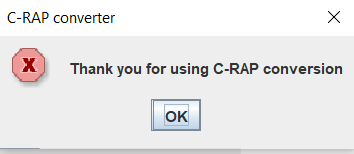 C-RAP converter
Thank you for using C-RAP conversion
OK